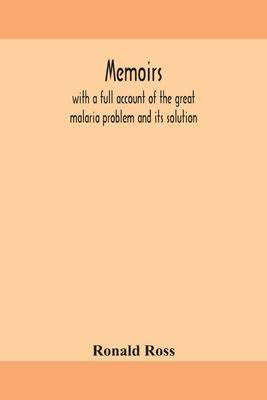 Memoirs
with a full account of the great
malaria problem and its solution
Ronald Ross